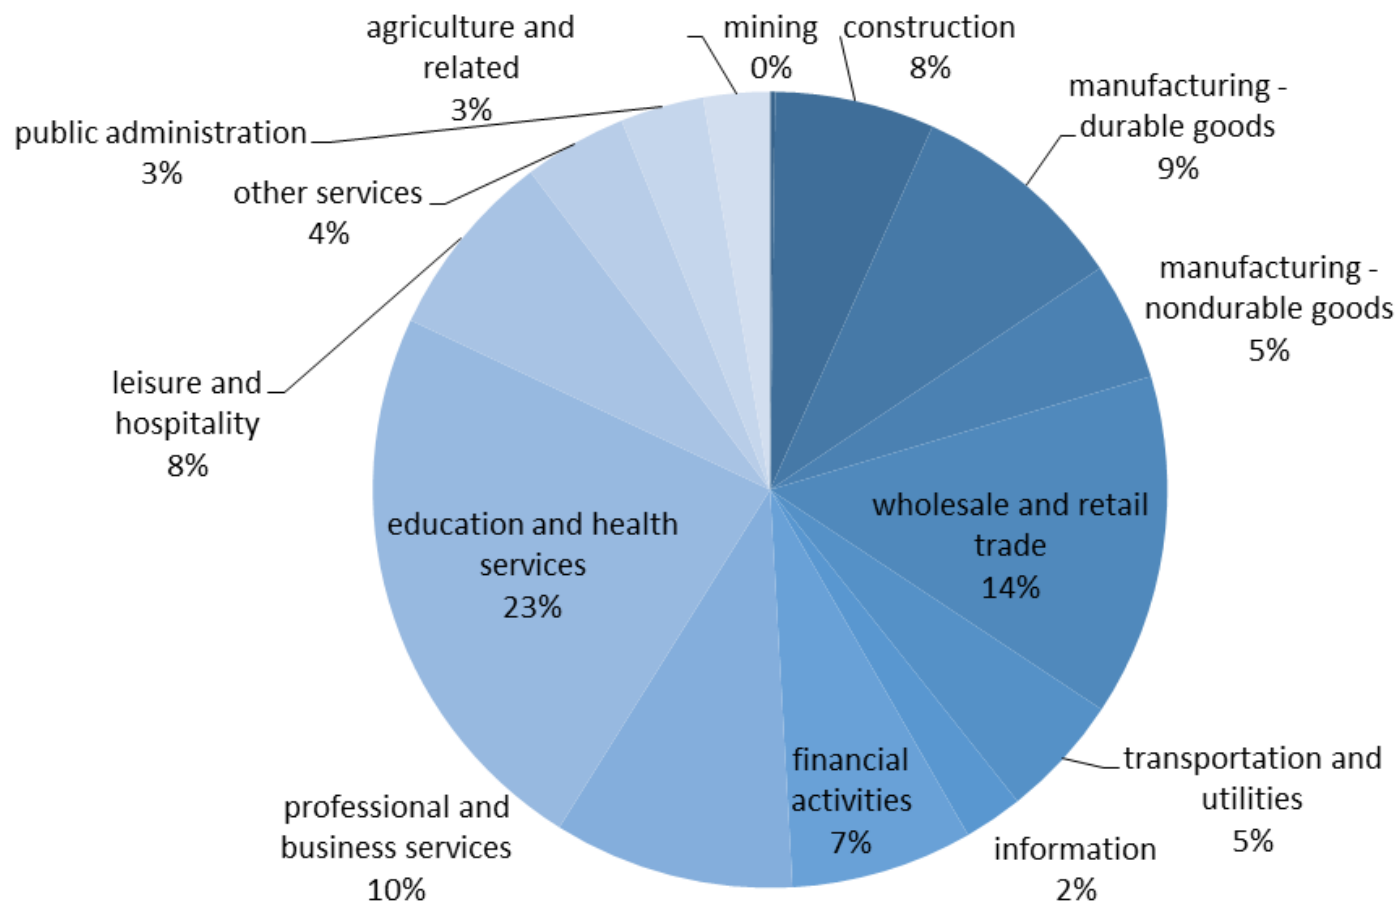 mining
0%
construction
8%
manufacturing -
durable goods
9%
manufacturing -
nondurable goods
5%
wholesale and retail
trade
14%
transportation and
utilities
5%
information
2%
financial
activities
7%
professional and
business services
10%
education and health
services
23%
leisure and
hospitality
8%
other services
4%
public administration
3%
agriculture and
related
3%